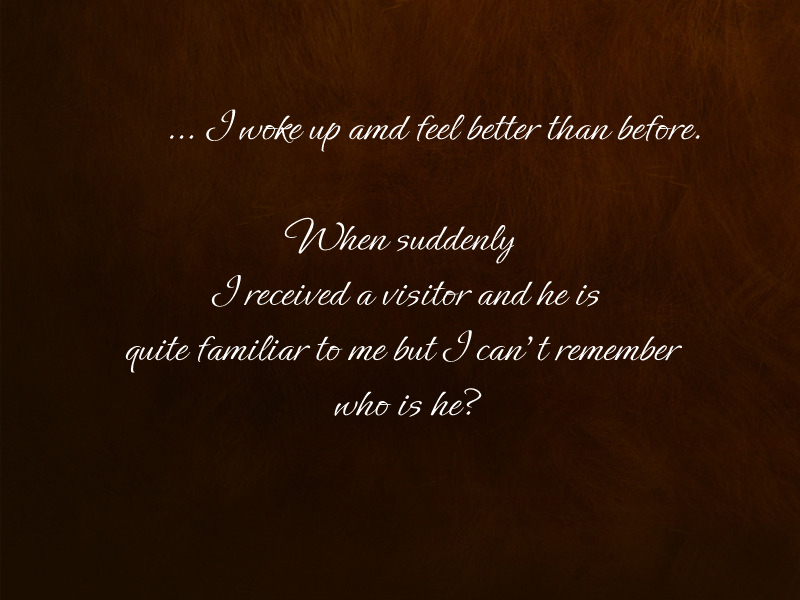 ... I woke up amd feel better than before.
When suddenly
I received a visitor and he is
quite familiar to me but I can't remember
who is he?